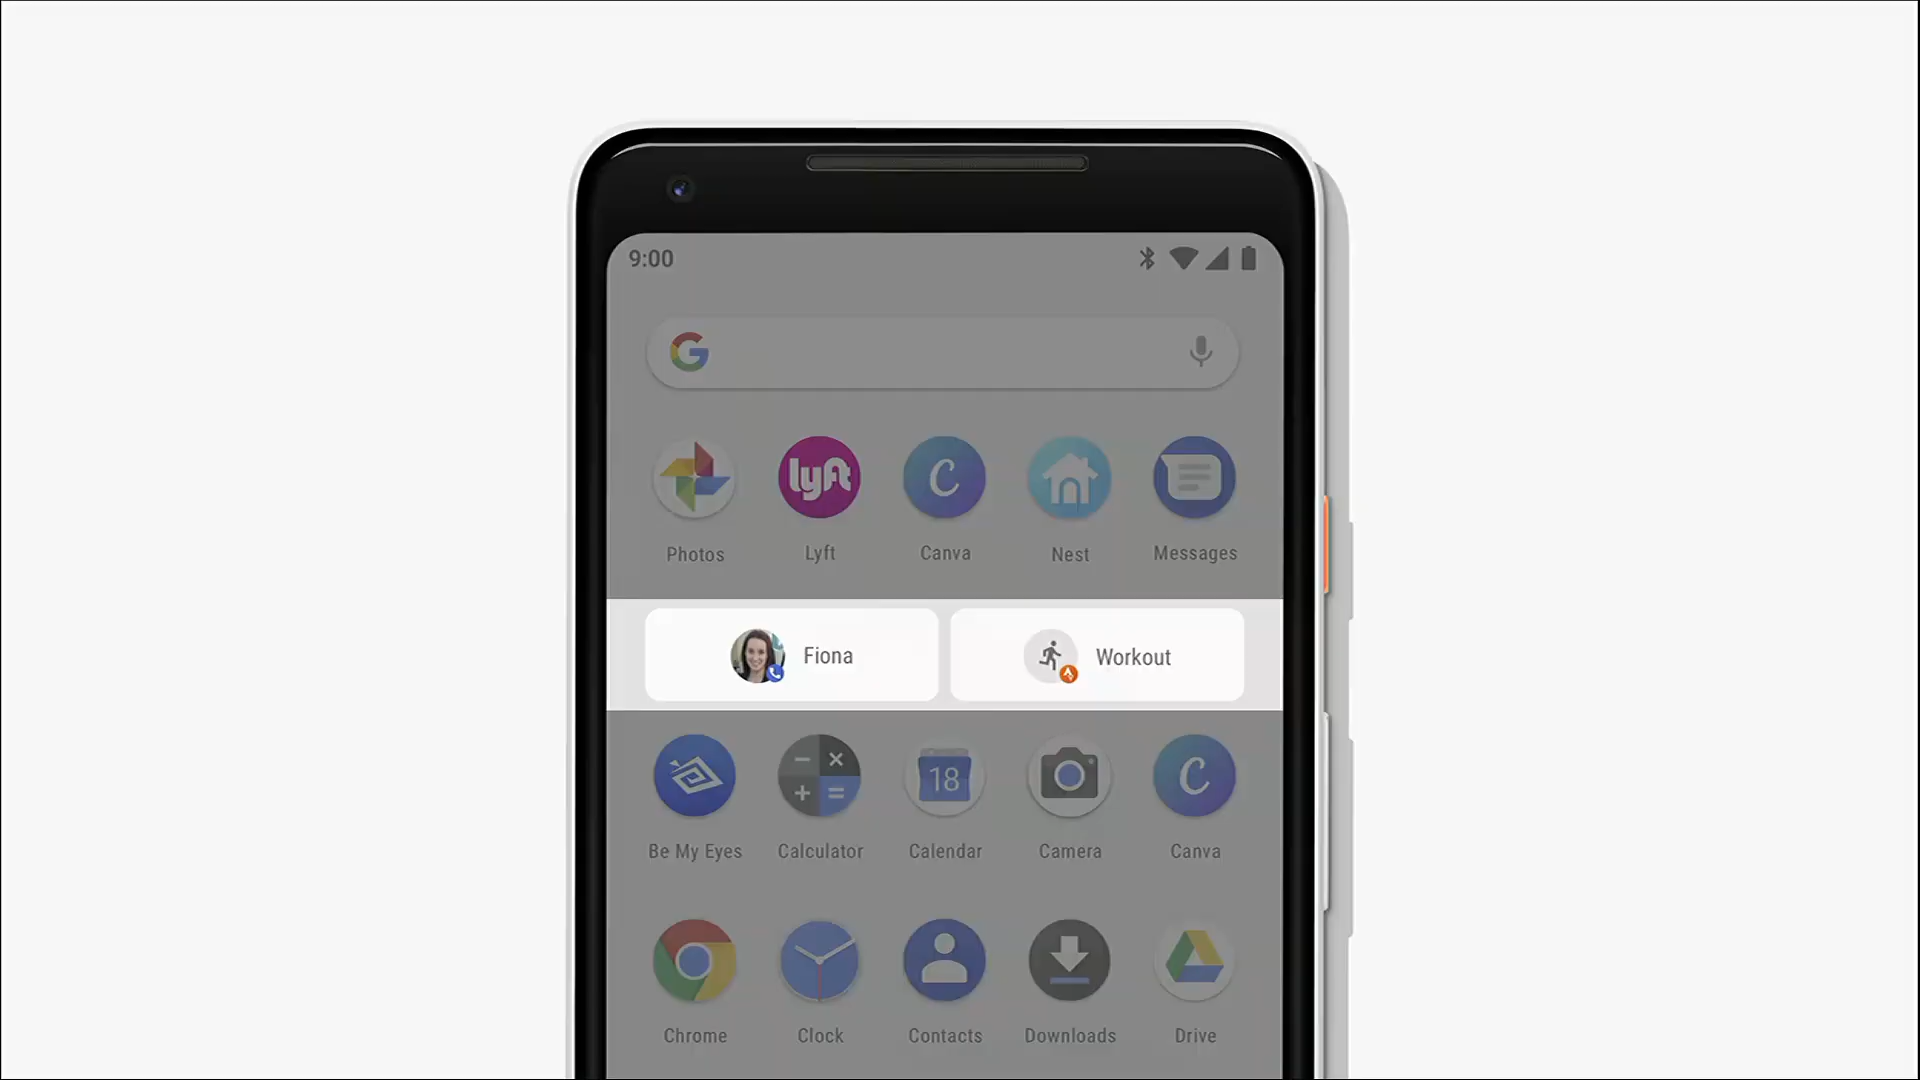 9:00
G
lyft C
Photos Lyft Canva Nest Messages
Fiona Workout
18 C
Be My Eyes Calculator Calendar Camera Canva
Chrome Clock Contacts Downloads Drive